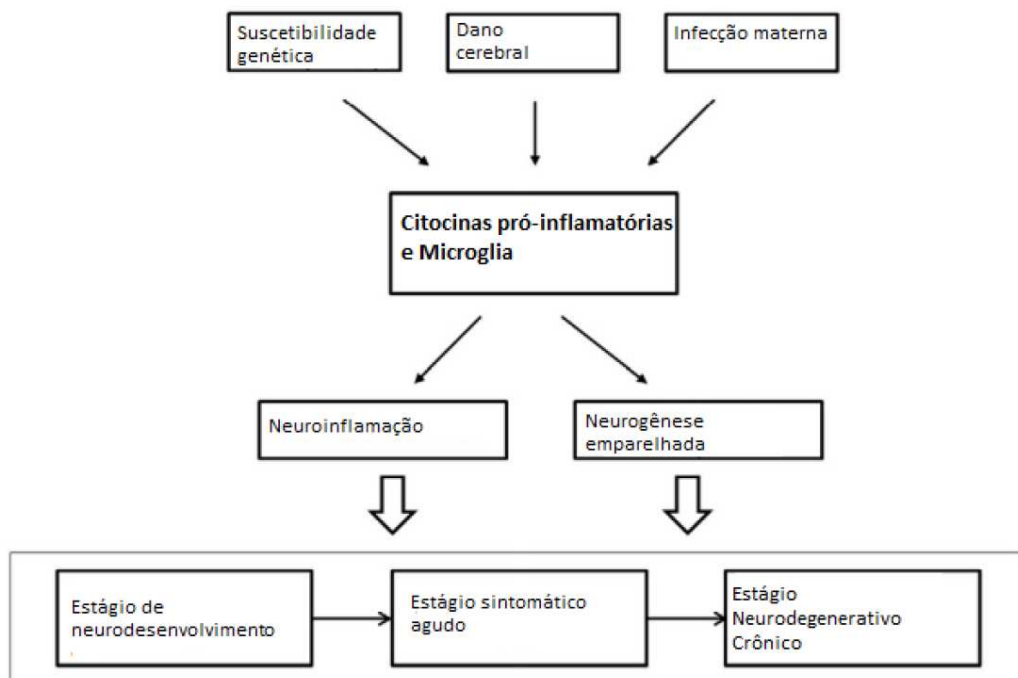 Suscetibilidade
genética
Dano
cerebral
Infecção materna
Citocinas pró-inflamatórias
e Microglia
Neuroinflamação
Neurogênese
emparelhada
Estágio de
neurodesenvolvimento
Estágio sintomático
agudo
Estágio
Neurodegenerativo
Crônico